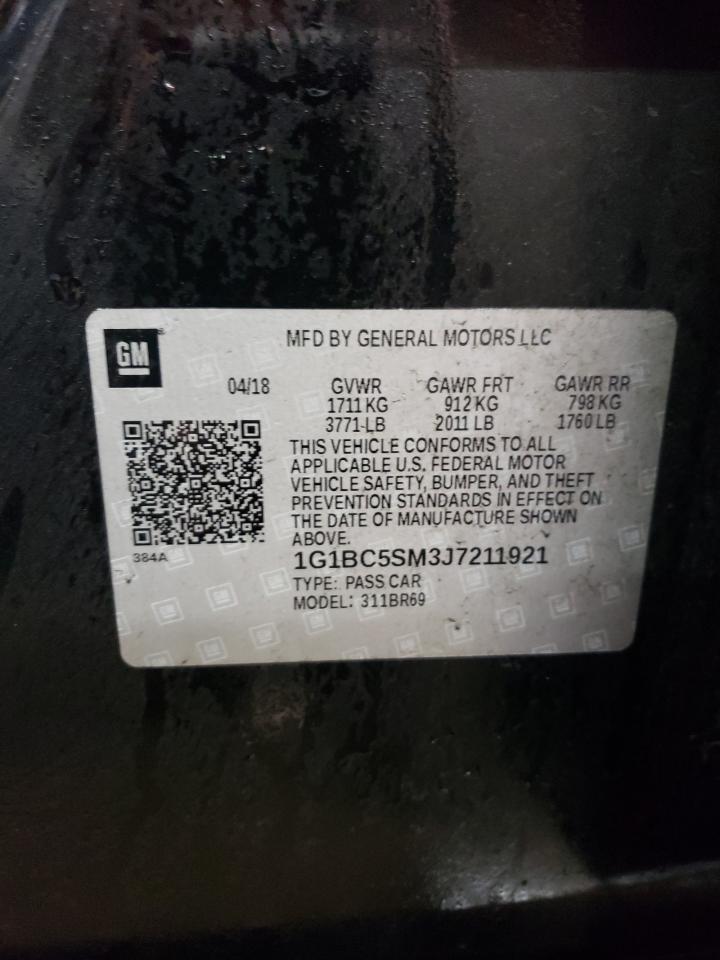 GM
MFD BY GENERAL MOTORS LLC
04/18 GVWR GAWR FRT GAWR RR
1711 KG 912 KG 798 KG
3771 LB 2011 LB 1760 LB
THIS VEHICLE CONFORMS TO ALL
APPLICABLE U.S. FEDERAL MOTOR
VEHICLE SAFETY, BUMPER, AND THEFT
PREVENTION STANDARDS IN EFFECT ON
THE DATE OF MANUFACTURE SHOWN
ABOVE.
384A
1G1BC5SM3J7211921
TYPE: PASS CAR
MODEL: 311BR69